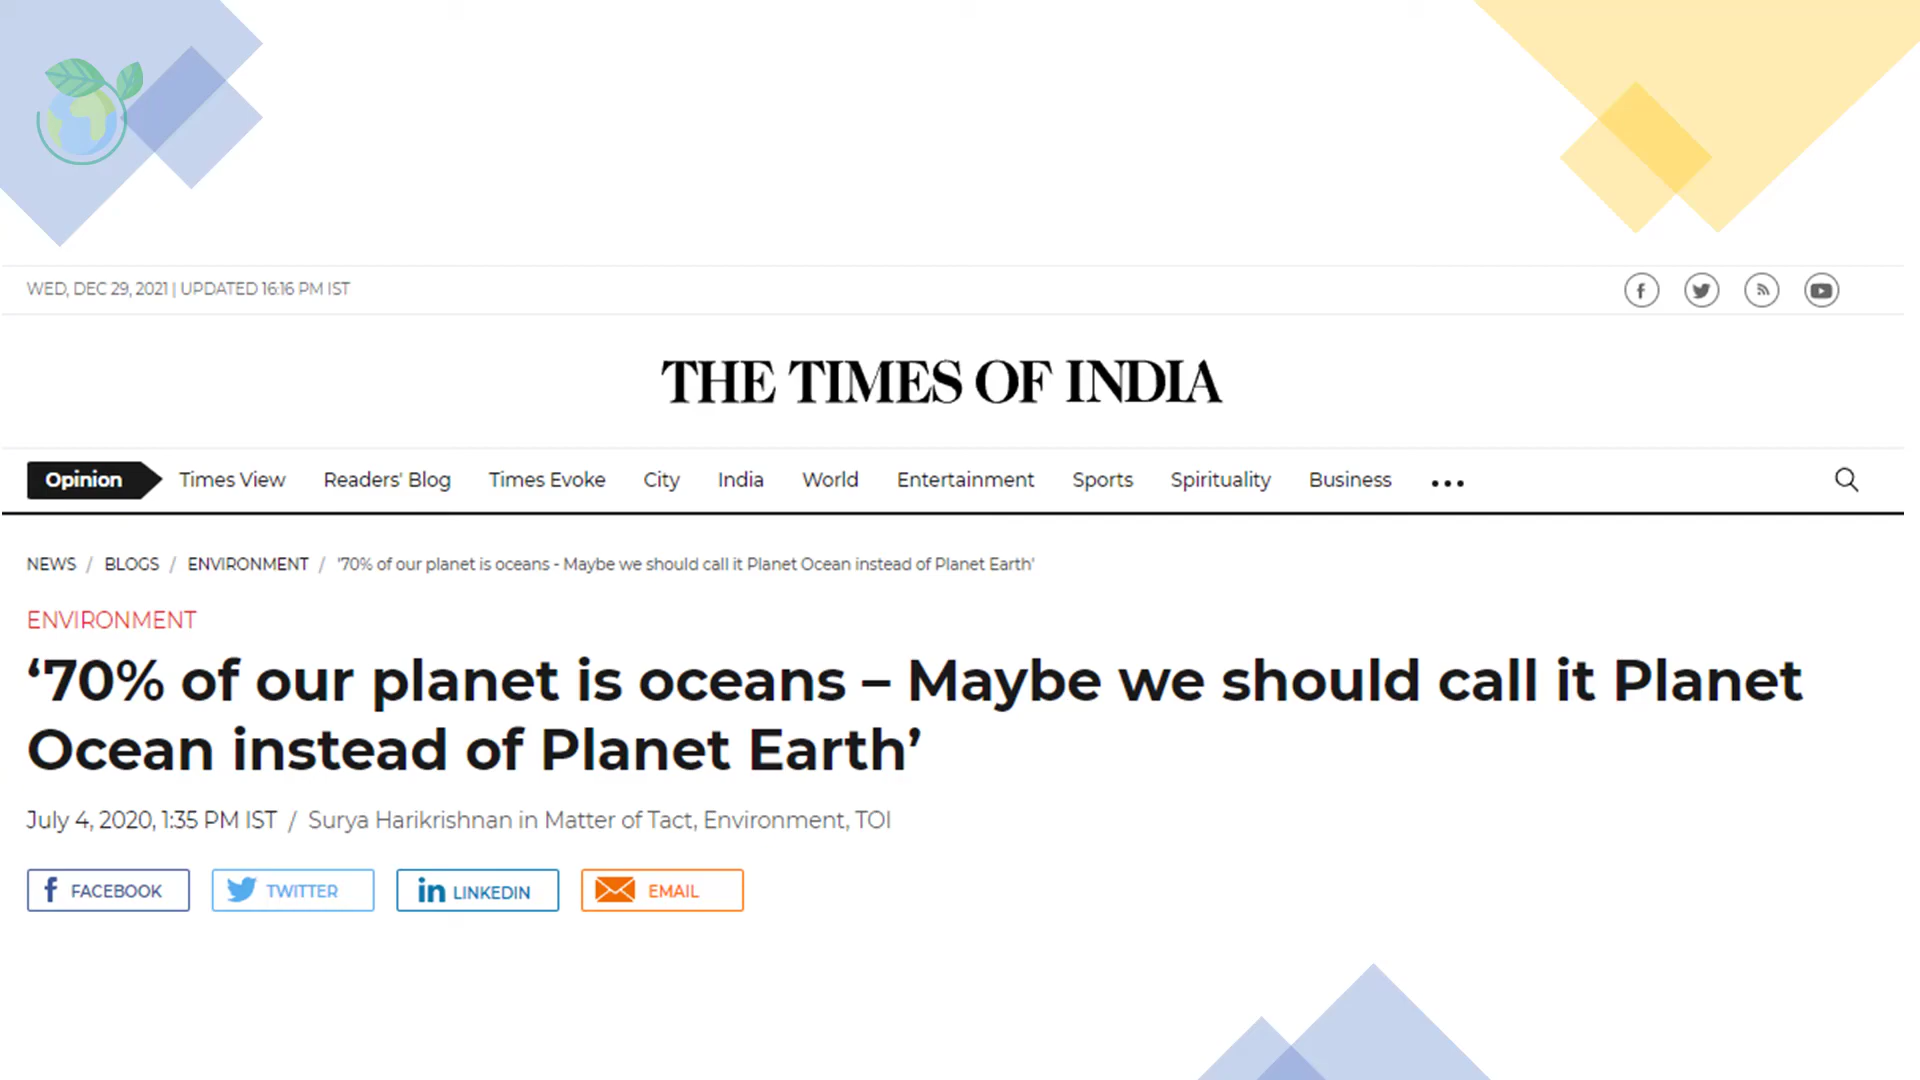 WED, DEC 29, 2021 | UPDATED 16:16 PM IST
THE TIMES OF INDIA
Opinion Times View Readers' Blog Times Evoke City India World Entertainment Sports Spirituality Business
NEWS / BLOGS / ENVIRONMENT / '70% of our planet is oceans - Maybe we should call it Planet Ocean instead of Planet Earth'
ENVIRONMENT
‘70% of our planet is oceans – Maybe we should call it Planet
Ocean instead of Planet Earth’
July 4, 2020, 1:35 PM IST / Surya Harikrishnan in Matter of Tact, Environment, TOI
FACEBOOK TWITTER LINKEDIN EMAIL